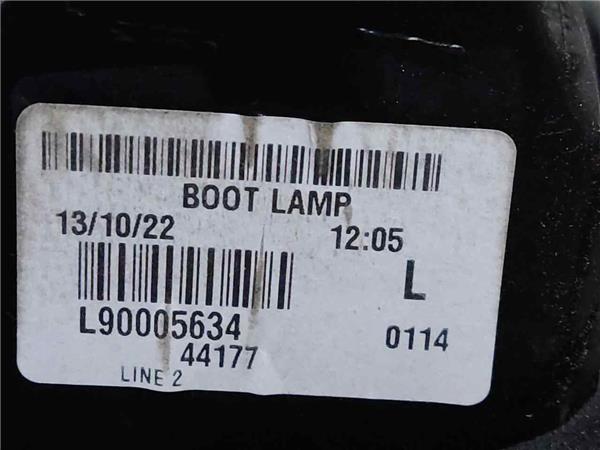 BOOT LAMP
13/10/22 12:05
L
L90005634
0114
44177
LINE 2